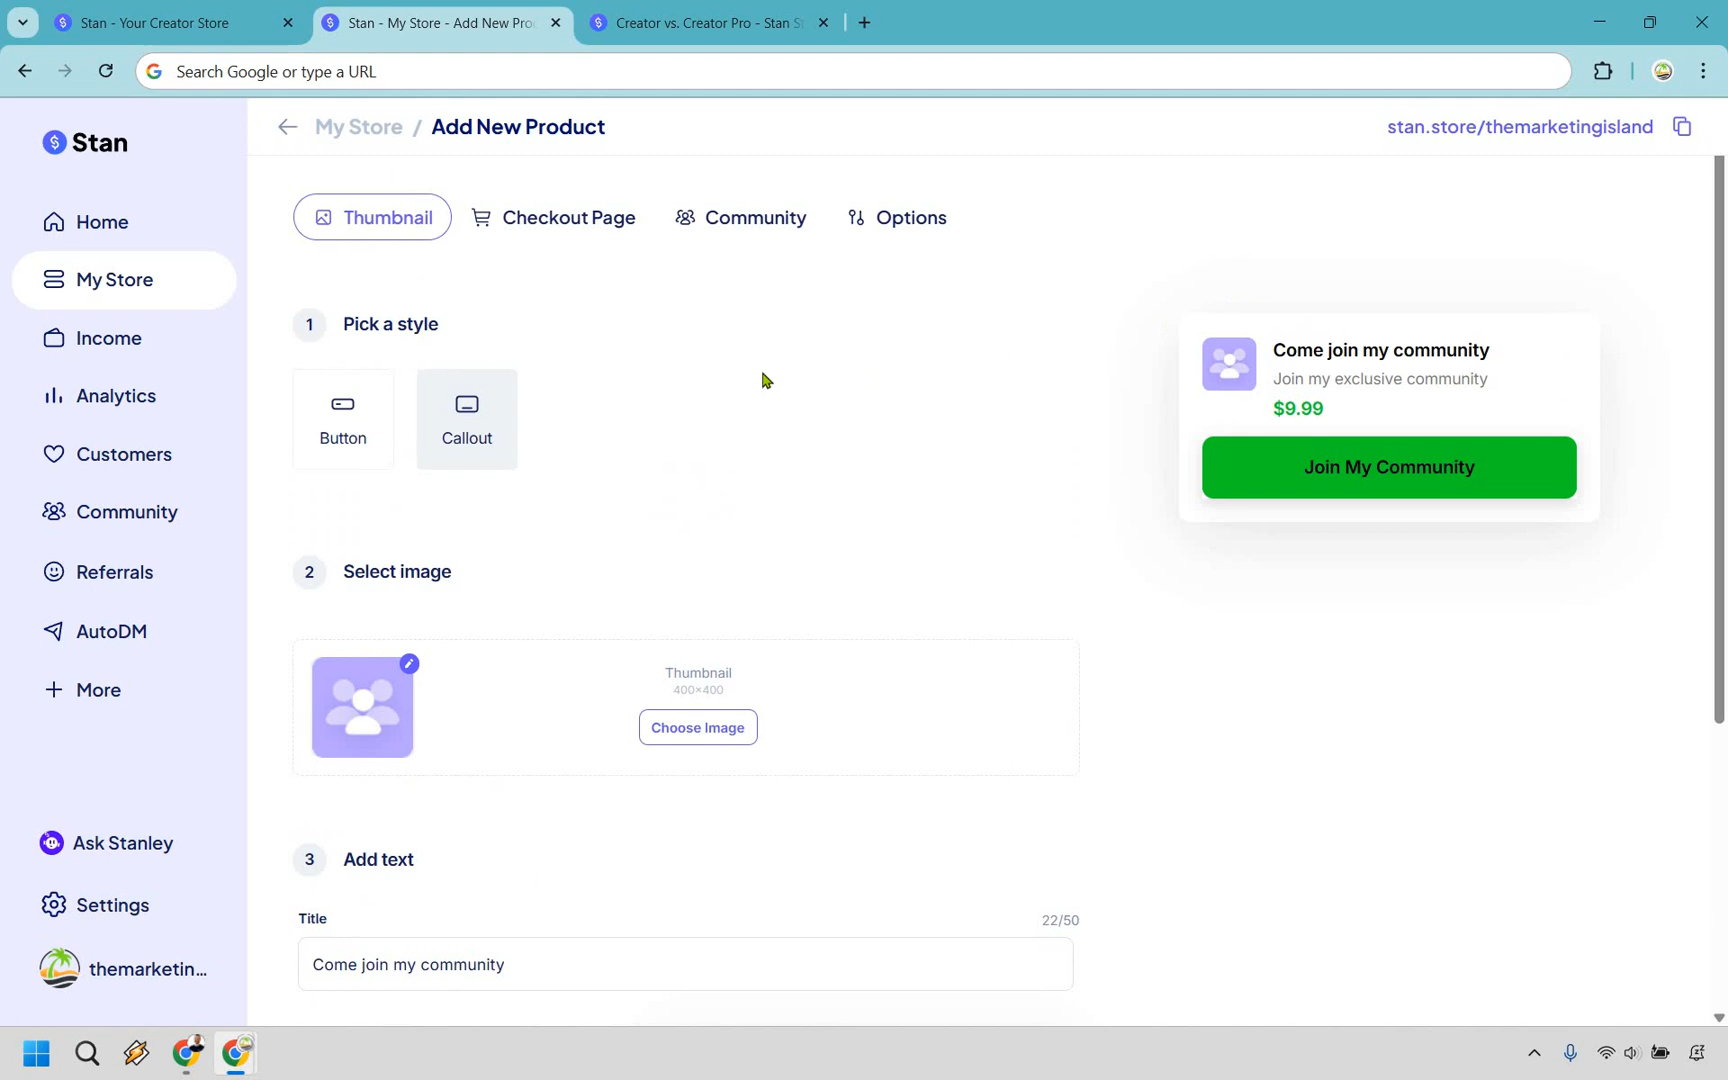 Stan - Your Creator Store
Stan - My Store - Add New Pro
Creator vs. Creator Pro - Stan S
Search Google or type a URL
Stan
My Store / Add New Product
stan.store/themarketingisland
Home
My Store
Income
Analytics
Customers
Community
Referrals
AutoDM
More
Ask Stanley
Settings
themarketin...
Thumbnail
Checkout Page
Community
Options
1 Pick a style
Button
Callout
2 Select image
Thumbnail
400×400
Choose Image
3 Add text
Title
22/50
Come join my community
Come join my community
Join my exclusive community
$9.99
Join My Community